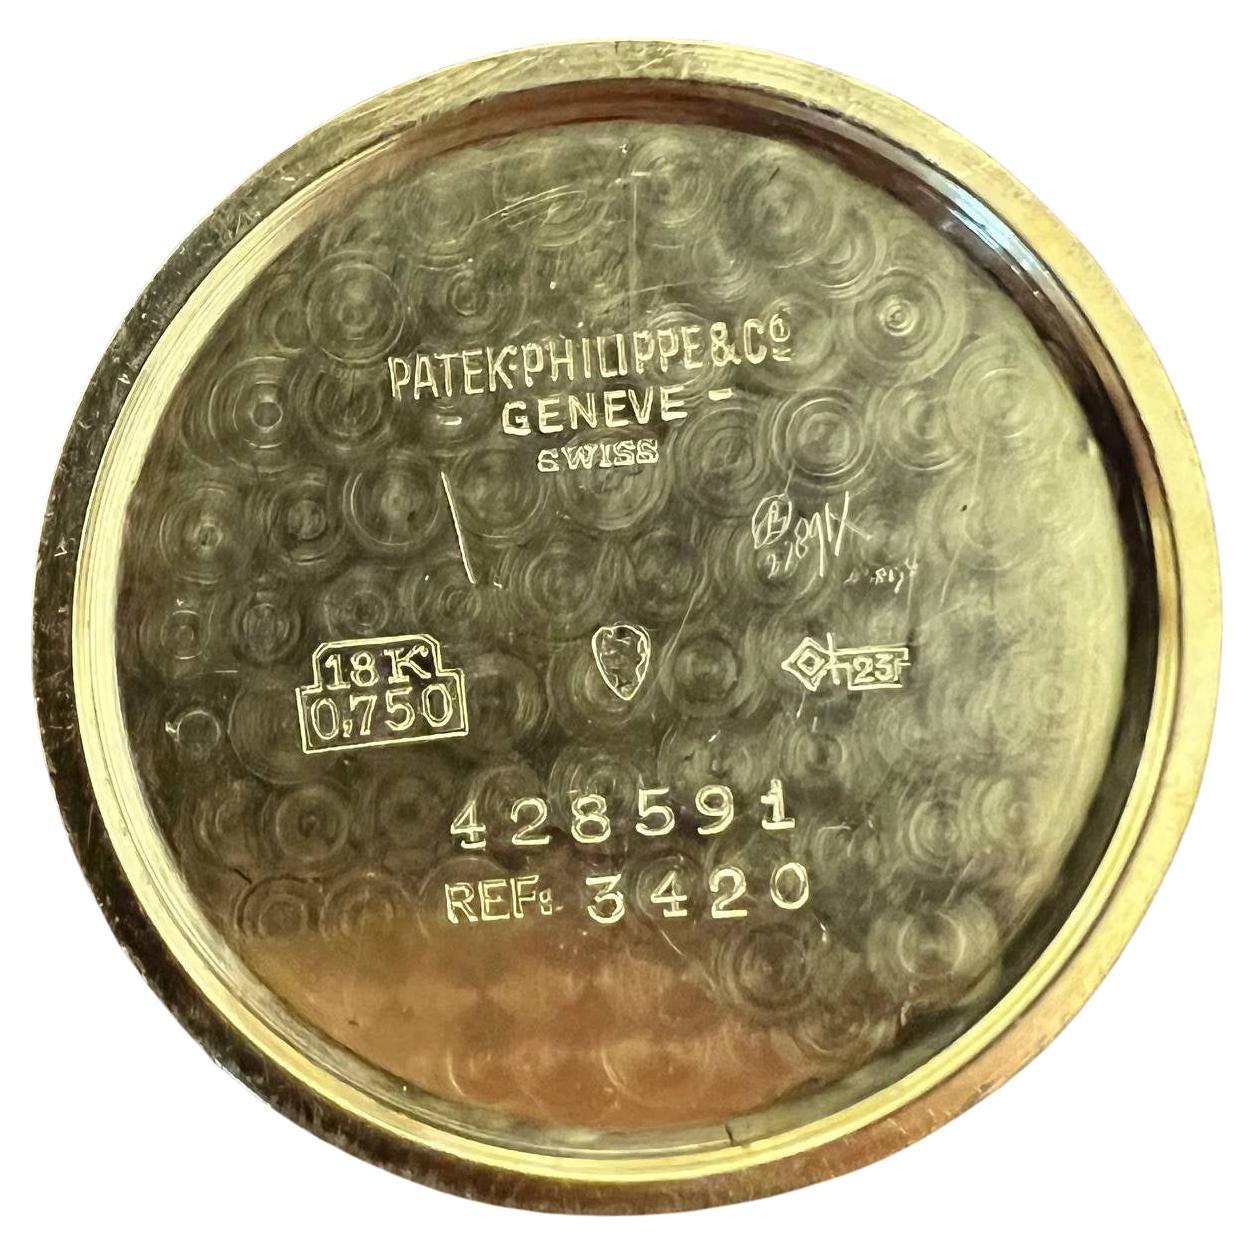 PATEK·PHILIPPE & Cº
- GENEVE -
SWISS
18K
0,750
23
428591
REF: 3420